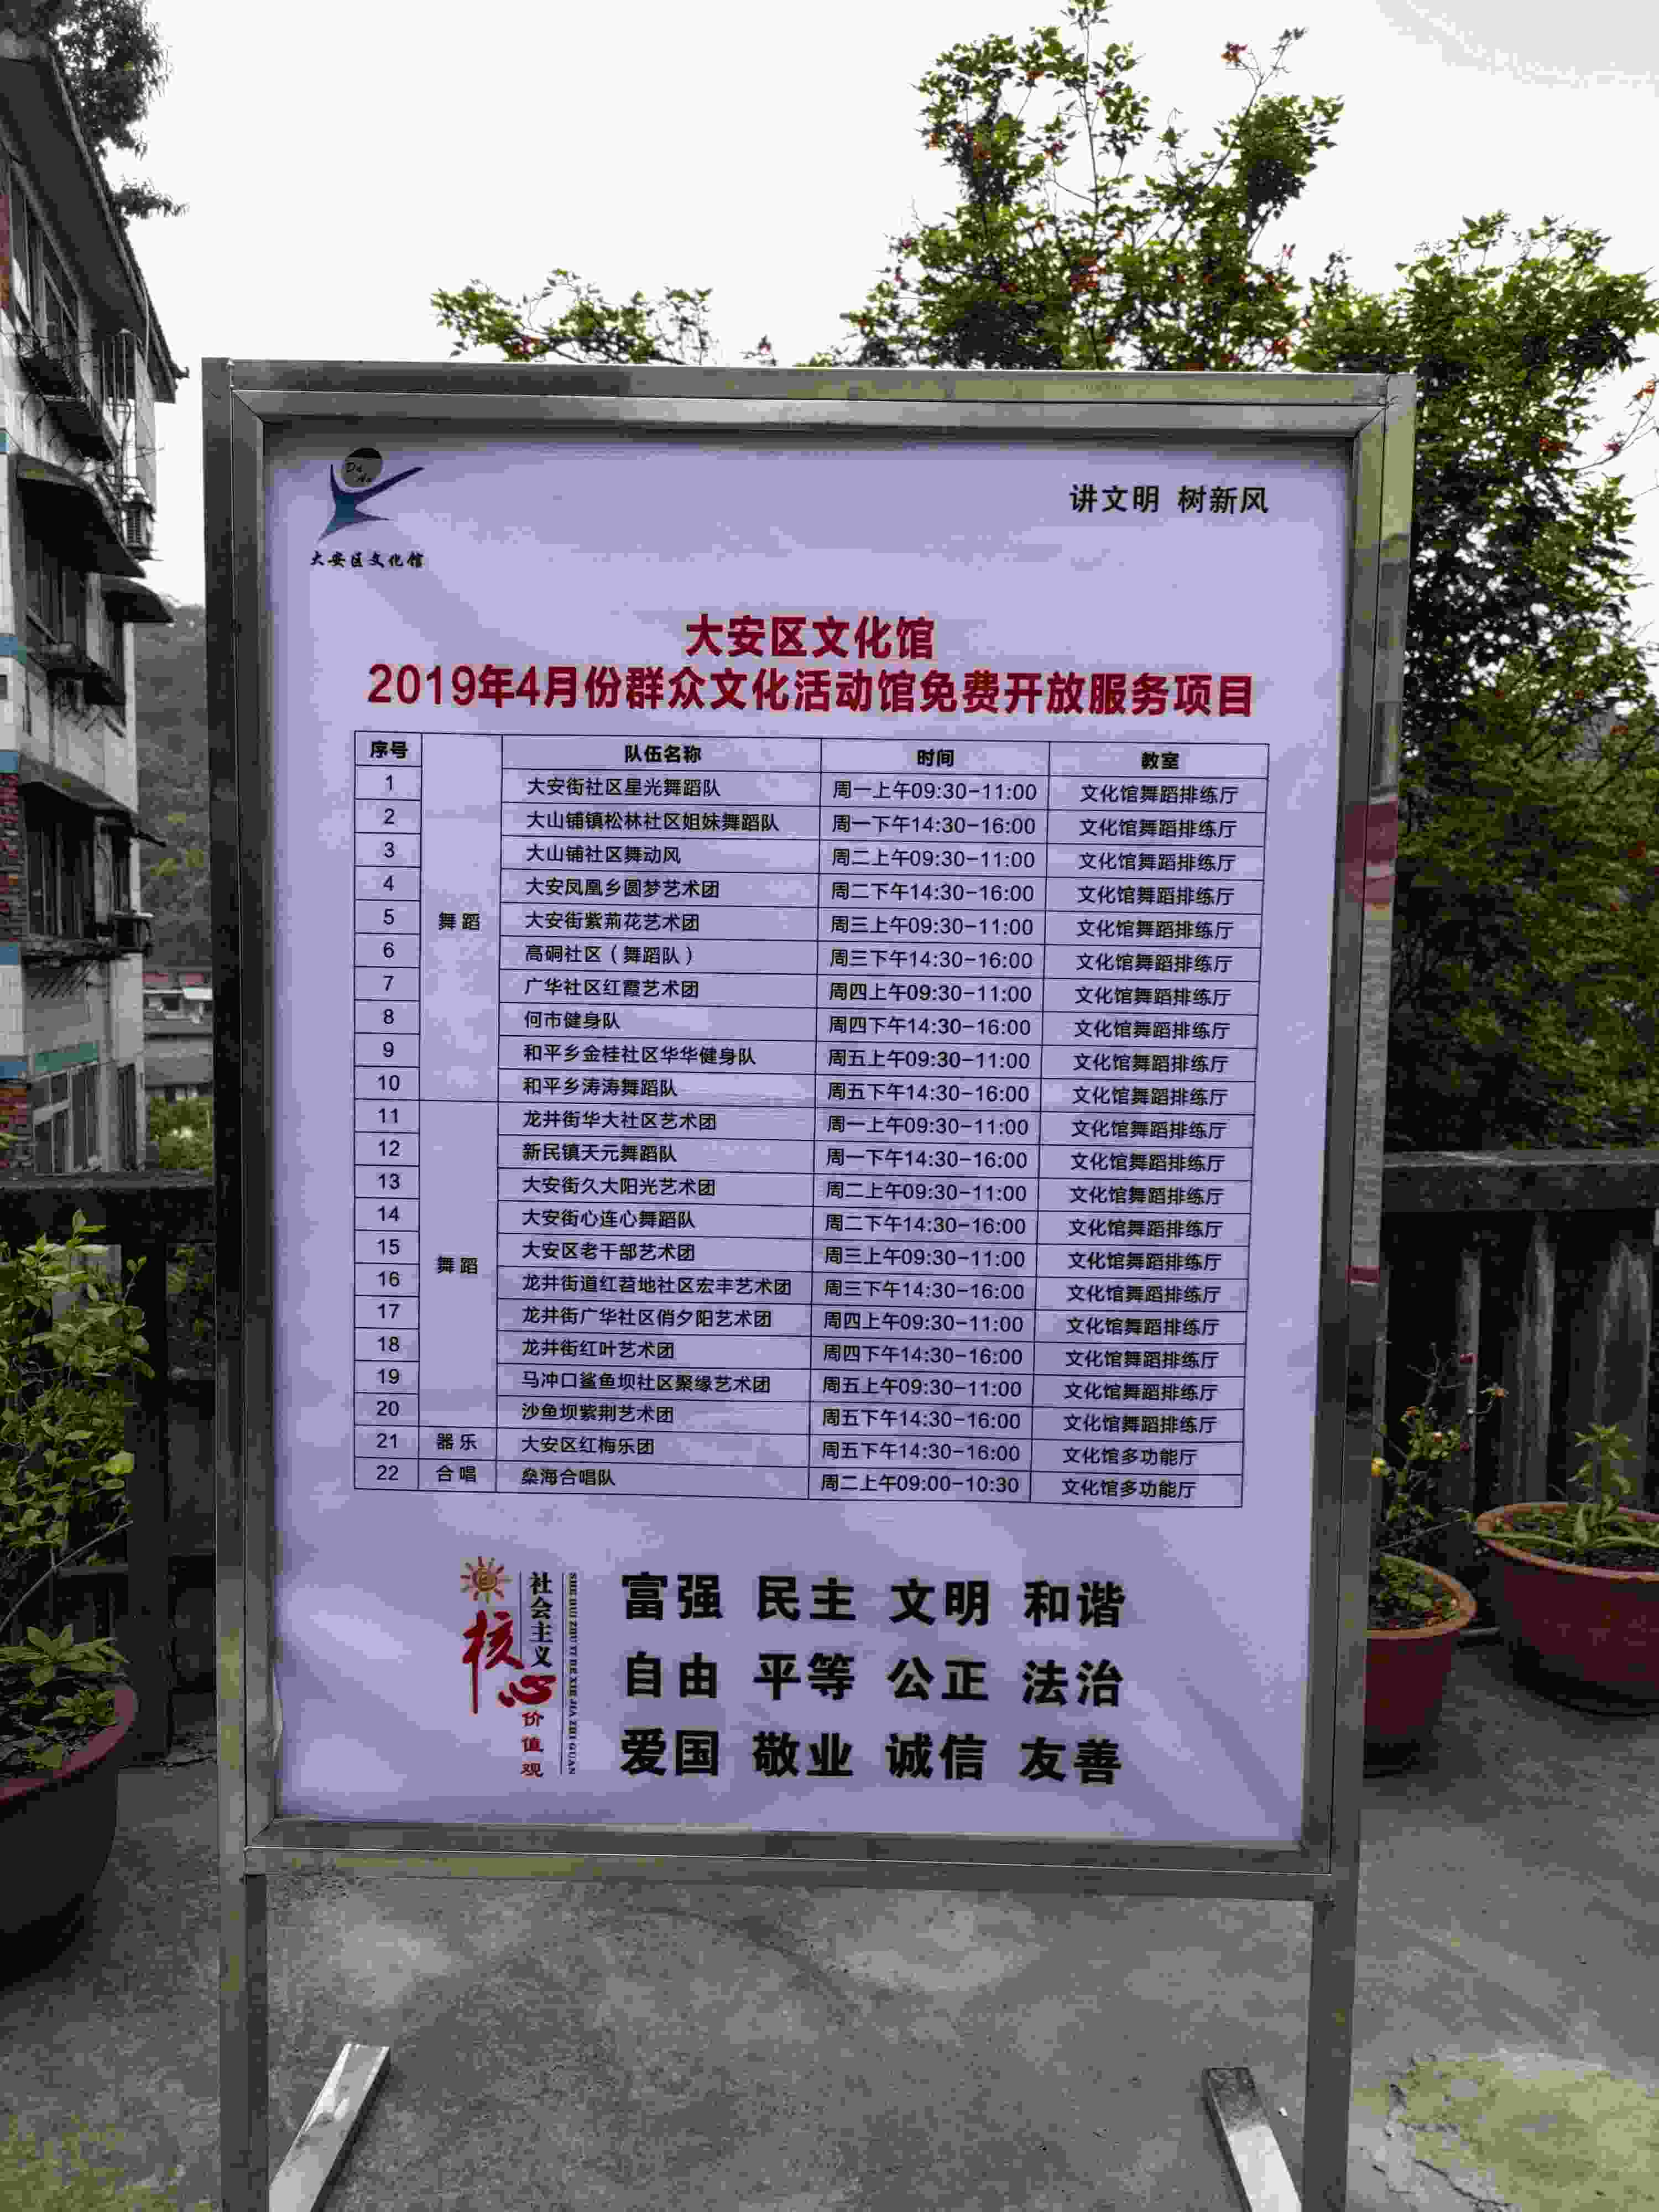 Da An
大安区文化馆
讲文明 树新风
大安区文化馆
2019年4月份群众文化活动馆免费开放服务项目
序号 队伍名称 时间 教室
1 大安街社区星光舞蹈队 周一上午09:30-11:00 文化馆舞蹈排练厅
2 大山铺镇松林社区姐妹舞蹈队 周一下午14:30-16:00 文化馆舞蹈排练厅
3 大山铺社区舞动风 周二上午09:30-11:00 文化馆舞蹈排练厅
4 大安凤凰乡圆梦艺术团 周二下午14:30-16:00 文化馆舞蹈排练厅
5 舞蹈 大安街紫荆花艺术团 周三上午09:30-11:00 文化馆舞蹈排练厅
6 高硐社区（舞蹈队） 周三下午14:30-16:00 文化馆舞蹈排练厅
7 广华社区红霞艺术团 周四上午09:30-11:00 文化馆舞蹈排练厅
8 何市健身队 周四下午14:30-16:00 文化馆舞蹈排练厅
9 和平乡金桂社区华华健身队 周五上午09:30-11:00 文化馆舞蹈排练厅
10 和平乡涛涛舞蹈队 周五下午14:30-16:00 文化馆舞蹈排练厅
11 龙井街华大社区艺术团 周一上午09:30-11:00 文化馆舞蹈排练厅
12 新民镇天元舞蹈队 周一下午14:30-16:00 文化馆舞蹈排练厅
13 大安街久大阳光艺术团 周二上午09:30-11:00 文化馆舞蹈排练厅
14 大安街心连心舞蹈队 周二下午14:30-16:00 文化馆舞蹈排练厅
15 舞蹈 大安区老干部艺术团 周三上午09:30-11:00 文化馆舞蹈排练厅
16 龙井街道红苕地社区宏丰艺术团 周三下午14:30-16:00 文化馆舞蹈排练厅
17 龙井街广华社区俏夕阳艺术团 周四上午09:30-11:00 文化馆舞蹈排练厅
18 龙井街红叶艺术团 周四下午14:30-16:00 文化馆舞蹈排练厅
19 马冲口鲨鱼坝社区聚缘艺术团 周五上午09:30-11:00 文化馆舞蹈排练厅
20 沙鱼坝紫荆艺术团 周五下午14:30-16:00 文化馆舞蹈排练厅
21 器乐 大安区红梅乐团 周五下午14:30-16:00 文化馆多功能厅
22 合唱 燊海合唱队 周二上午09:00-10:30 文化馆多功能厅
社会主义
核心
价值观
SHE HUI ZHU YI HE XIN JIA ZHI GUAN
富强 民主 文明 和谐
自由 平等 公正 法治
爱国 敬业 诚信 友善